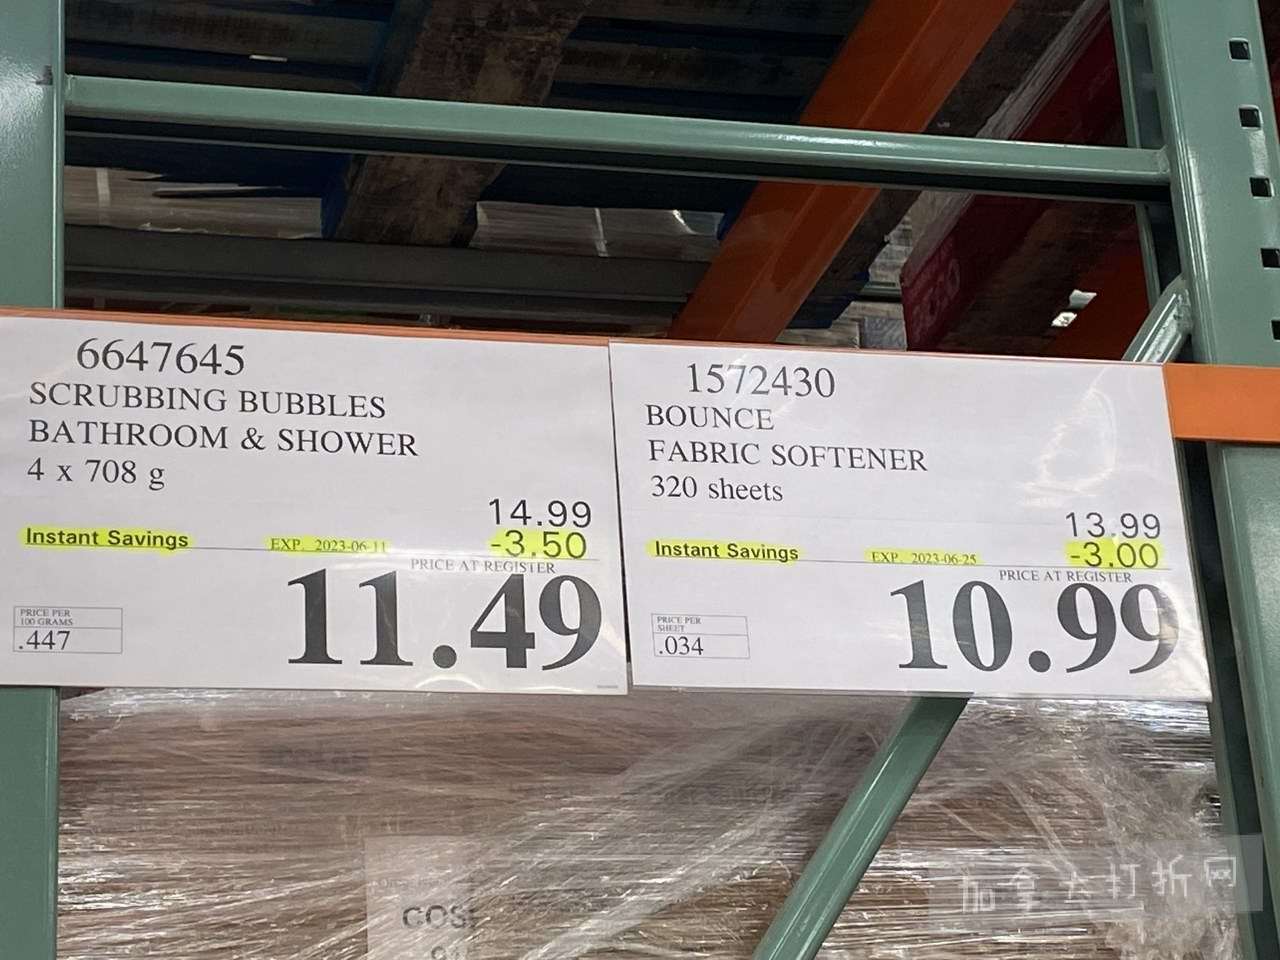 6647645
SCRUBBING BUBBLES
BATHROOM & SHOWER
4 x 708 g
14.99
Instant Savings EXP. 2023-06-11 -3.50
PRICE AT REGISTER
11.49
PRICE PER
100 GRAMS
.447
1572430
BOUNCE
FABRIC SOFTENER
320 sheets
13.99
Instant Savings EXP. 2023-06-25 -3.00
PRICE AT REGISTER
10.99
PRICE PER
SHEET
.034
COS
加拿大打折网